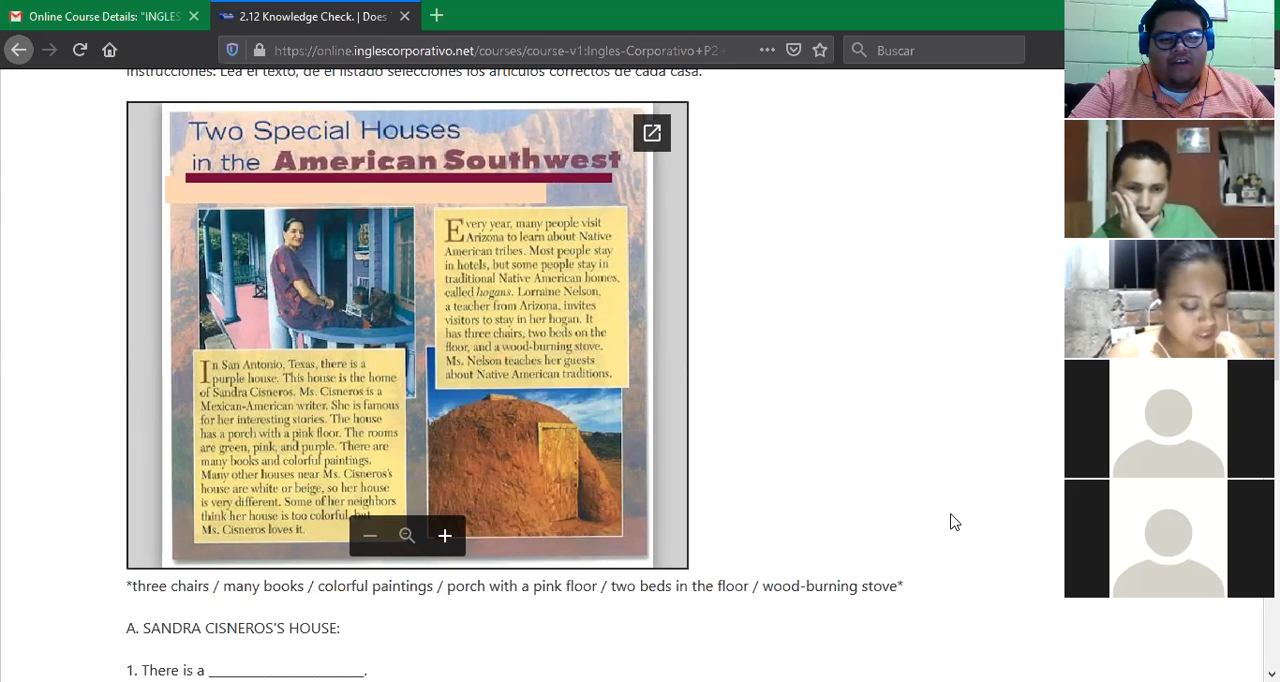 Online Course Details: "INGLES
2.12 Knowledge Check. | Does
https://online.inglescorporativo.net/courses/course-v1:Ingles-Corporativo+P2-
Buscar
Instrucciones: Lea el texto, de el listado selecciones los artículos correctos de cada casa.
Two Special Houses
in the American Southwest
Every year, many people visit
Arizona to learn about Native
American tribes. Most people stay
in hotels, but some people stay in
traditional Native American homes,
called hogans. Lorraine Nelson,
a teacher from Arizona, invites
visitors to stay in her hogan. It
has three chairs, two beds on the
floor, and a wood-burning stove.
Ms. Nelson teaches her guests
about Native American traditions.
In San Antonio, Texas, there is a
purple house. This house is the home
of Sandra Cisneros. Ms. Cisneros is a
Mexican-American writer. She is famous
for her interesting stories. The house
has a porch with a pink floor. The rooms
are green, pink, and purple. There are
many books and colorful paintings.
Many other houses near Ms. Cisneros's
house are white or beige, so her house
is very different. Some of her neighbors
think her house is too colorful, but
Ms. Cisneros loves it.
*three chairs / many books / colorful paintings / porch with a pink floor / two beds in the floor / wood-burning stove*
A. SANDRA CISNEROS'S HOUSE:
1. There is a ______________________.